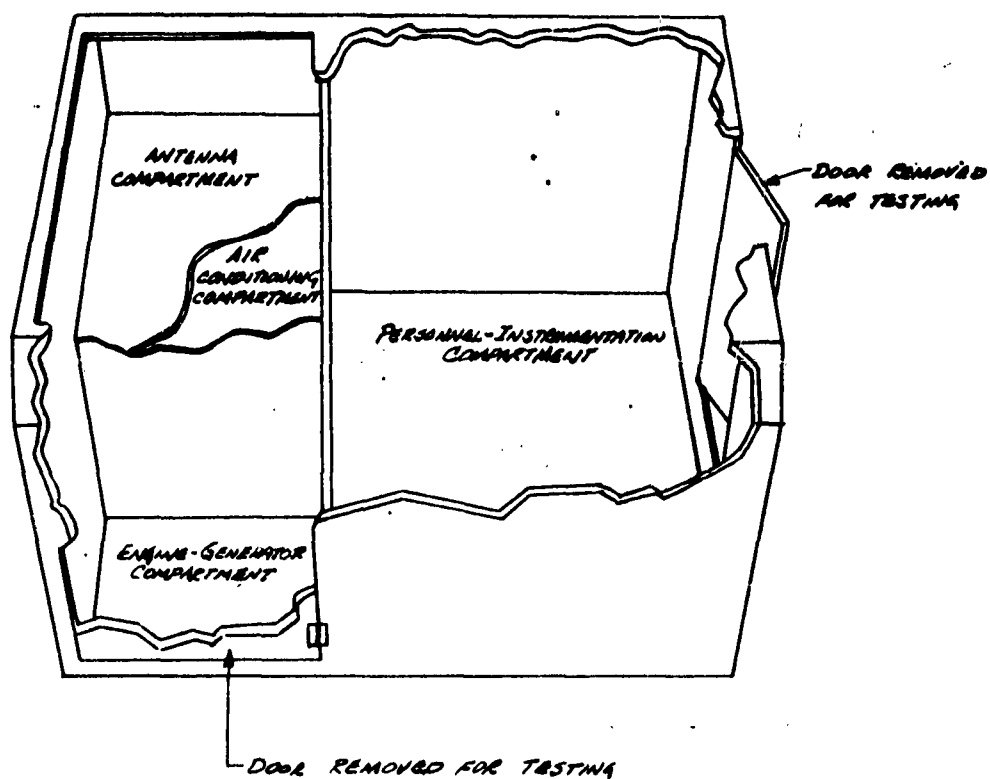 ANTENNA
COMPARTMENT
AIR
CONDITIONING
COMPARTMENT
DOOR REMOVED
FOR TESTING
PERSONNEL-INSTRUMENTATION
COMPARTMENT
ENGINE-GENERATOR
COMPARTMENT
DOOR REMOVED FOR TESTING